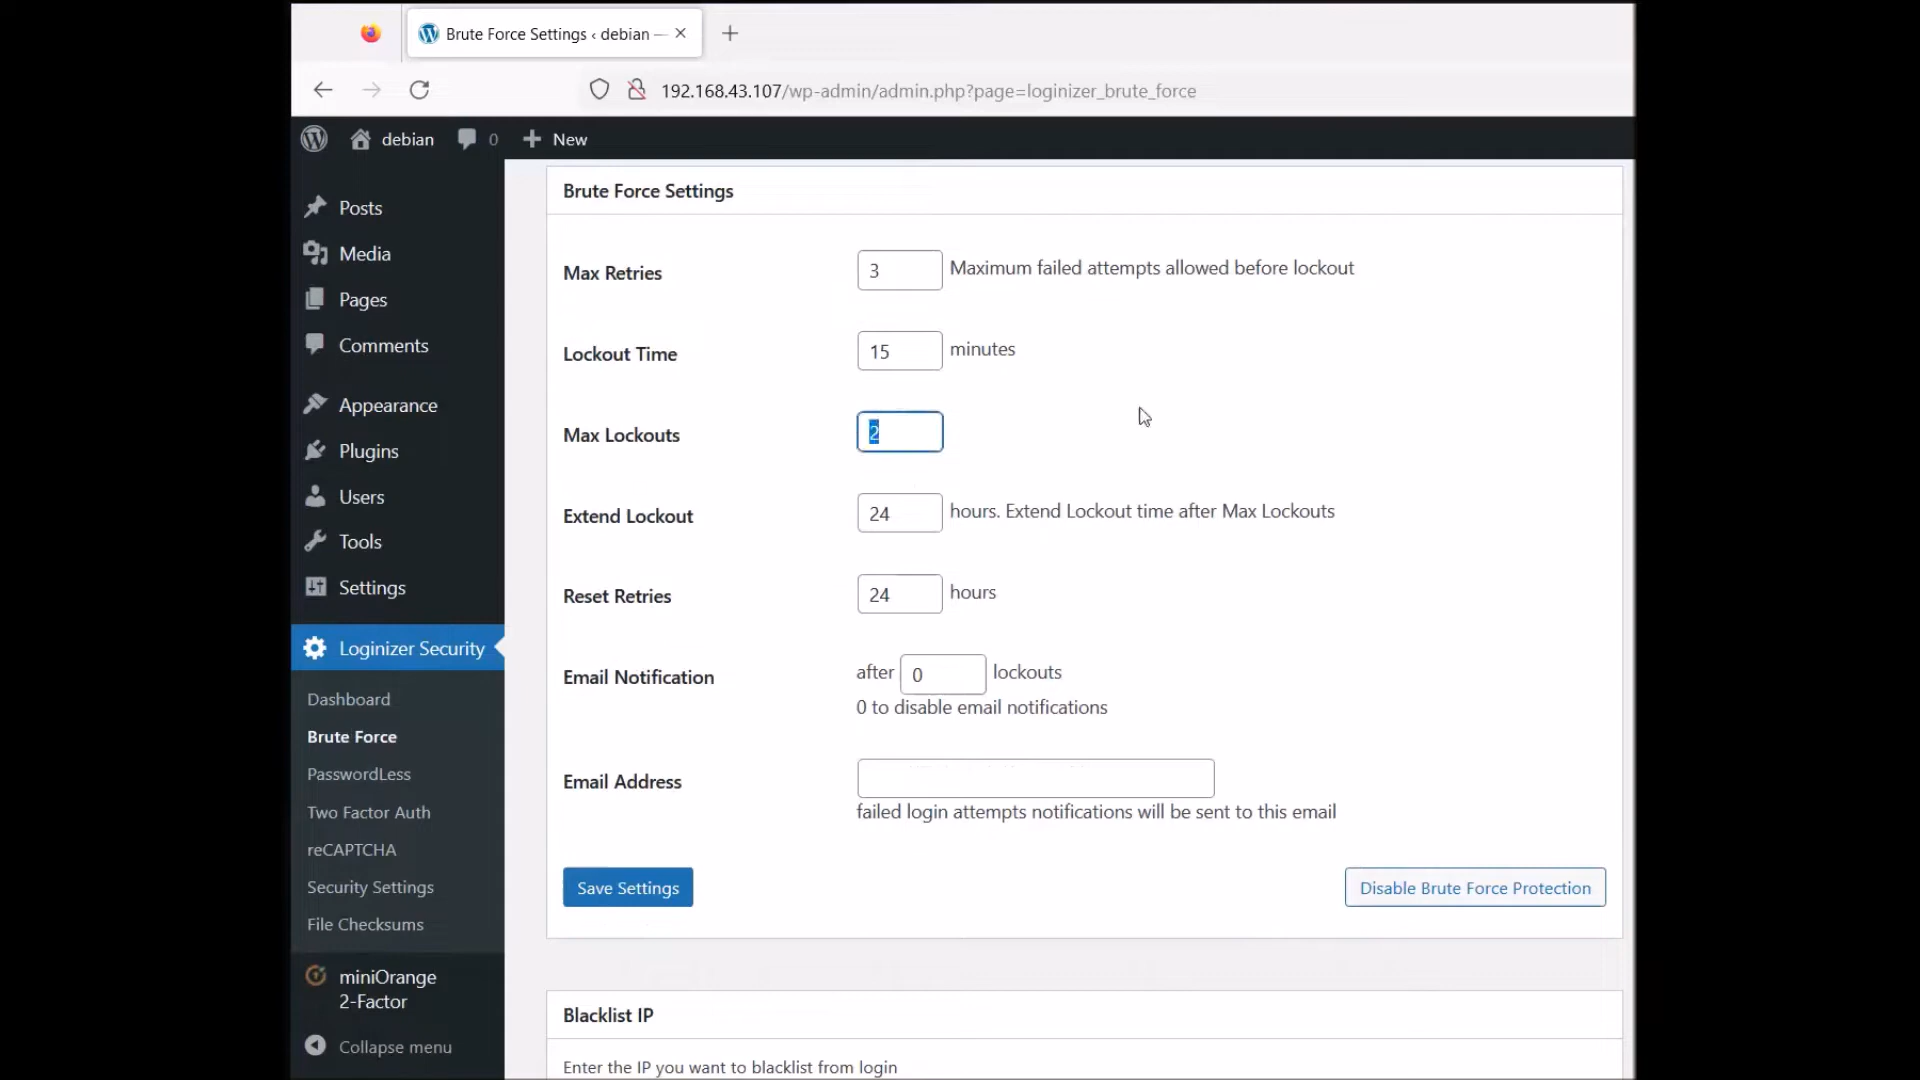 Brute Force Settings ‹ debian —
192.168.43.107/wp-admin/admin.php?page=loginizer_brute_force
debian 0 New
Posts
Media
Pages
Comments
Appearance
Plugins
Users
Tools
Settings
Loginizer Security
Dashboard
Brute Force
PasswordLess
Two Factor Auth
reCAPTCHA
Security Settings
File Checksums
miniOrange
2-Factor
Collapse menu
Brute Force Settings
Max Retries 3 Maximum failed attempts allowed before lockout
Lockout Time 15 minutes
Max Lockouts 2
Extend Lockout 24 hours. Extend Lockout time after Max Lockouts
Reset Retries 24 hours
Email Notification after 0 lockouts
0 to disable email notifications
Email Address
failed login attempts notifications will be sent to this email
Save Settings Disable Brute Force Protection
Blacklist IP
Enter the IP you want to blacklist from login